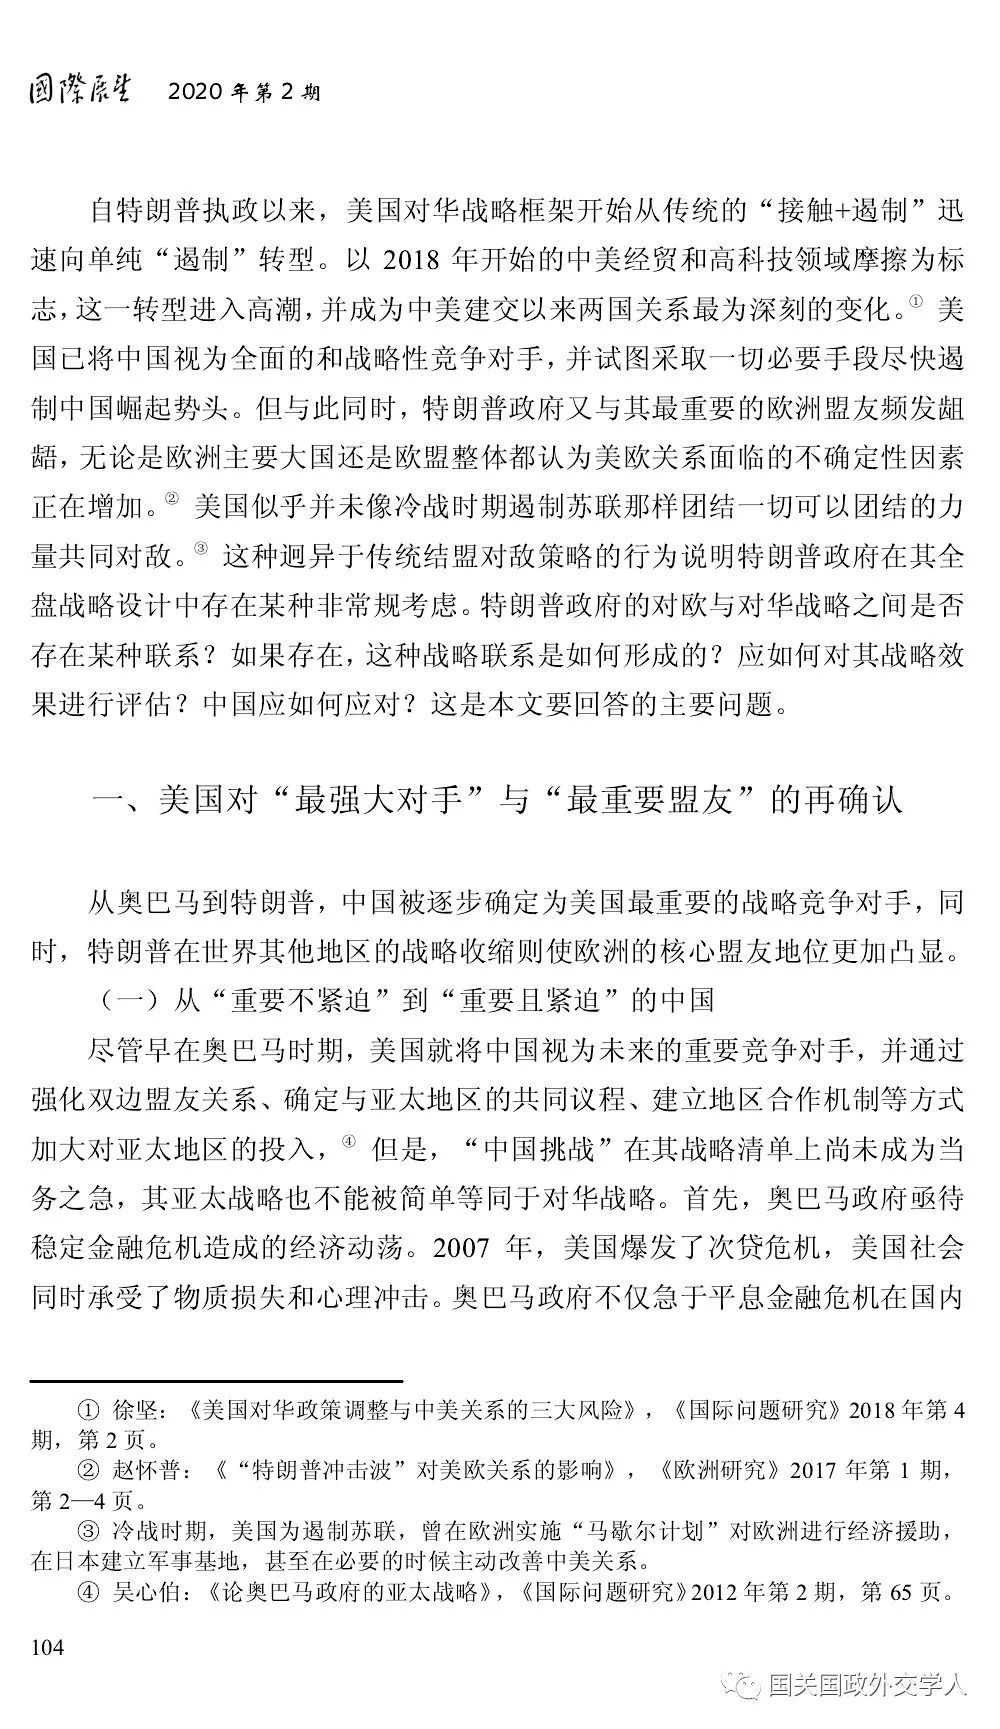 國際展望 2020 年第 2 期
自特朗普执政以来，美国对华战略框架开始从传统的“接触+遏制”迅
速向单纯“遏制”转型。以 2018 年开始的中美经贸和高科技领域摩擦为标
志，这一转型进入高潮，并成为中美建交以来两国关系最为深刻的变化。① 美
国已将中国视为全面的和战略性竞争对手，并试图采取一切必要手段尽快遏
制中国崛起势头。但与此同时，特朗普政府又与其最重要的欧洲盟友频发龃
龉，无论是欧洲主要大国还是欧盟整体都认为美欧关系面临的不确定性因素
正在增加。② 美国似乎并未像冷战时期遏制苏联那样团结一切可以团结的力
量共同对敌。③ 这种迥异于传统结盟对敌策略的行为说明特朗普政府在其全
盘战略设计中存在某种非常规考虑。特朗普政府的对欧与对华战略之间是否
存在某种联系？如果存在，这种战略联系是如何形成的？应如何对其战略效
果进行评估？中国应如何应对？这是本文要回答的主要问题。
一、美国对“最强大对手”与“最重要盟友”的再确认
从奥巴马到特朗普，中国被逐步确定为美国最重要的战略竞争对手，同
时，特朗普在世界其他地区的战略收缩则使欧洲的核心盟友地位更加凸显。
（一）从“重要不紧迫”到“重要且紧迫”的中国
尽管早在奥巴马时期，美国就将中国视为未来的重要竞争对手，并通过
强化双边盟友关系、确定与亚太地区的共同议程、建立地区合作机制等方式
加大对亚太地区的投入，④ 但是，“中国挑战”在其战略清单上尚未成为当
务之急，其亚太战略也不能被简单等同于对华战略。首先，奥巴马政府亟待
稳定金融危机造成的经济动荡。2007 年，美国爆发了次贷危机，美国社会
同时承受了物质损失和心理冲击。奥巴马政府不仅急于平息金融危机在国内
① 徐坚：《美国对华政策调整与中美关系的三大风险》，《国际问题研究》2018 年第 4
期，第 2 页。
② 赵怀普：《“特朗普冲击波”对美欧关系的影响》，《欧洲研究》2017 年第 1 期，
第 2—4 页。
③ 冷战时期，美国为遏制苏联，曾在欧洲实施“马歇尔计划”对欧洲进行经济援助，
在日本建立军事基地，甚至在必要的时候主动改善中美关系。
④ 吴心伯：《论奥巴马政府的亚太战略》，《国际问题研究》2012 年第 2 期，第 65 页。
104
国关国政外交学人